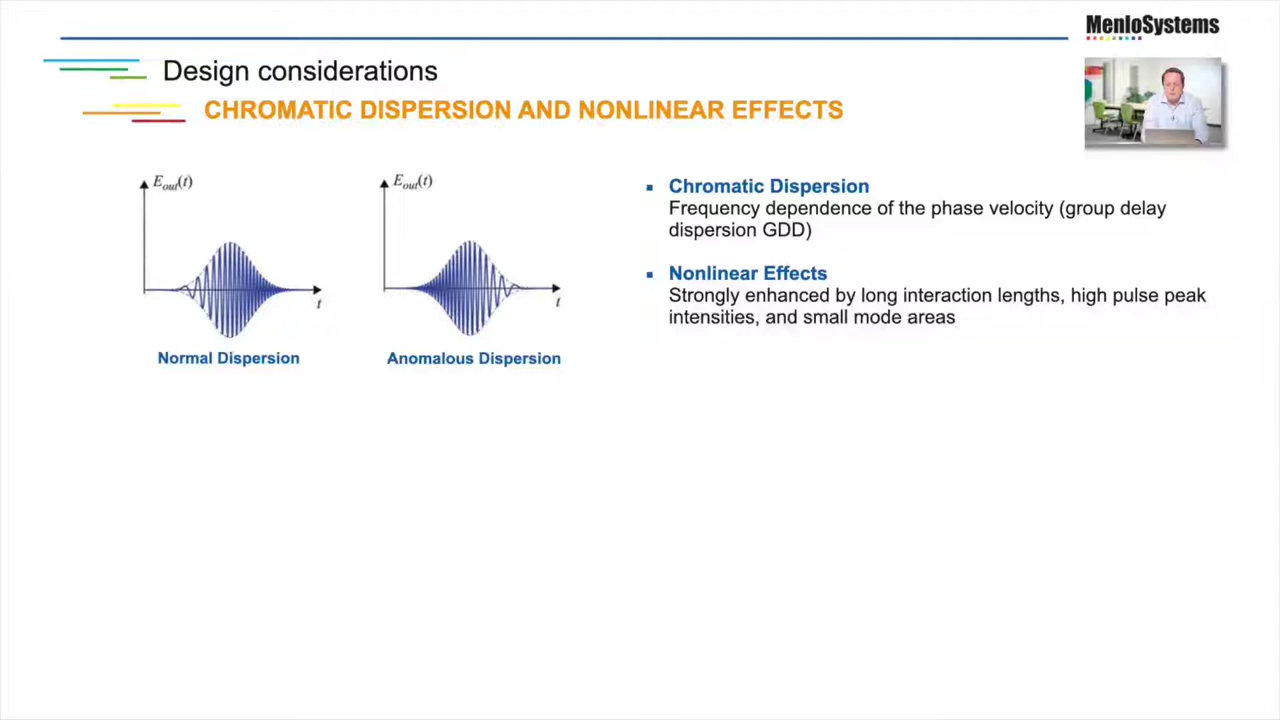 MenloSystems
Design considerations
CHROMATIC DISPERSION AND NONLINEAR EFFECTS
E_out(t)
t
Normal Dispersion
E_out(t)
t
Anomalous Dispersion
▪ Chromatic Dispersion
Frequency dependence of the phase velocity (group delay
dispersion GDD)
▪ Nonlinear Effects
Strongly enhanced by long interaction lengths, high pulse peak
intensities, and small mode areas